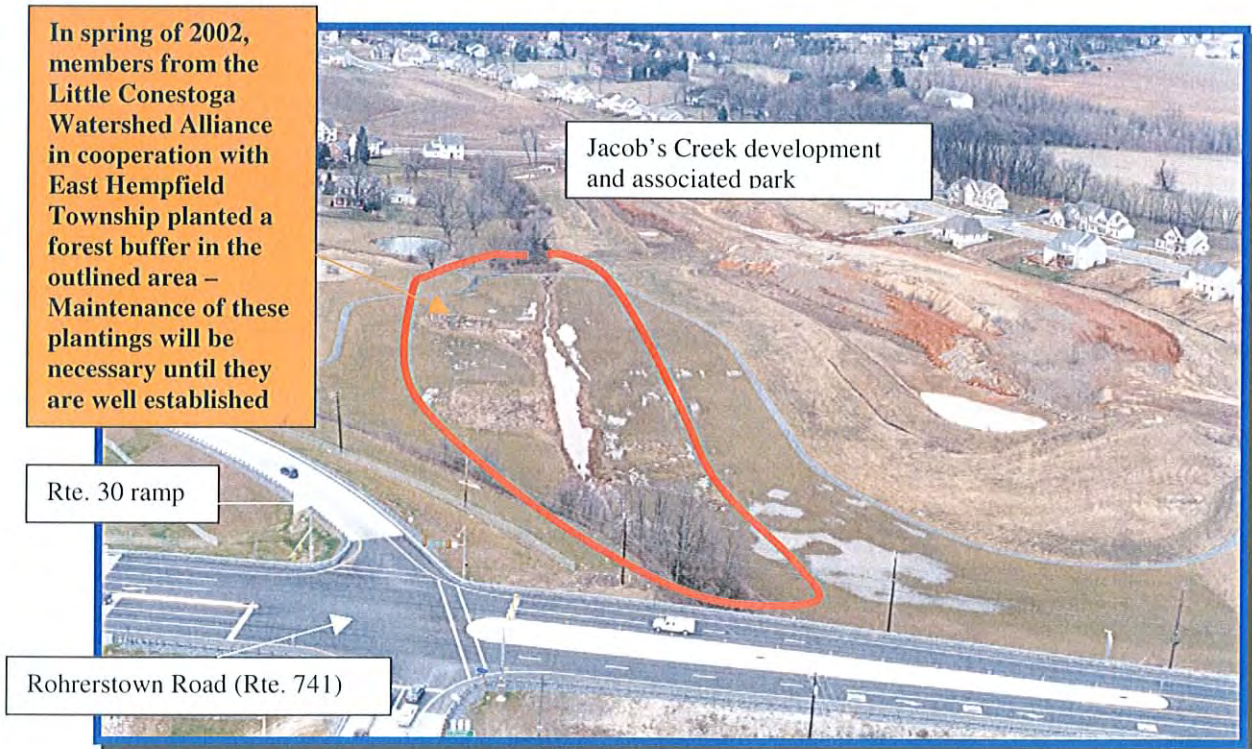 In spring of 2002,
members from the
Little Conestoga
Watershed Alliance
in cooperation with
East Hempfield
Township planted a
forest buffer in the
outlined area –
Maintenance of these
plantings will be
necessary until they
are well established
Jacob's Creek development
and associated park
Rte. 30 ramp
Rohrerstown Road (Rte. 741)